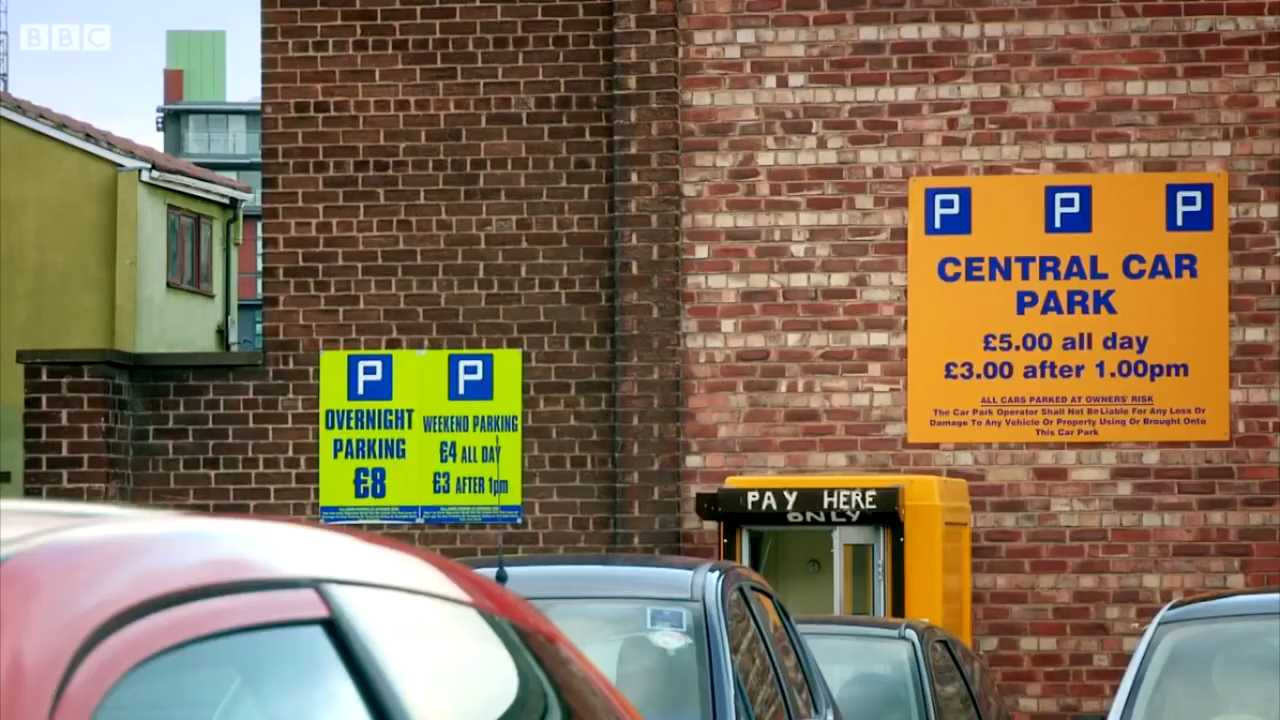 BBC
P P P
CENTRAL CAR
PARK
£5.00 all day
£3.00 after 1.00pm
ALL CARS PARKED AT OWNERS' RISK
The Car Park Operator Shall Not Be Liable For Any Loss Or
Damage To Any Vehicle Or Property Using Or Brought Onto
This Car Park
P
OVERNIGHT
PARKING
£8
P
WEEKEND PARKING
£4 ALL DAY
£3 AFTER 1pm
PAY HERE
ONLY